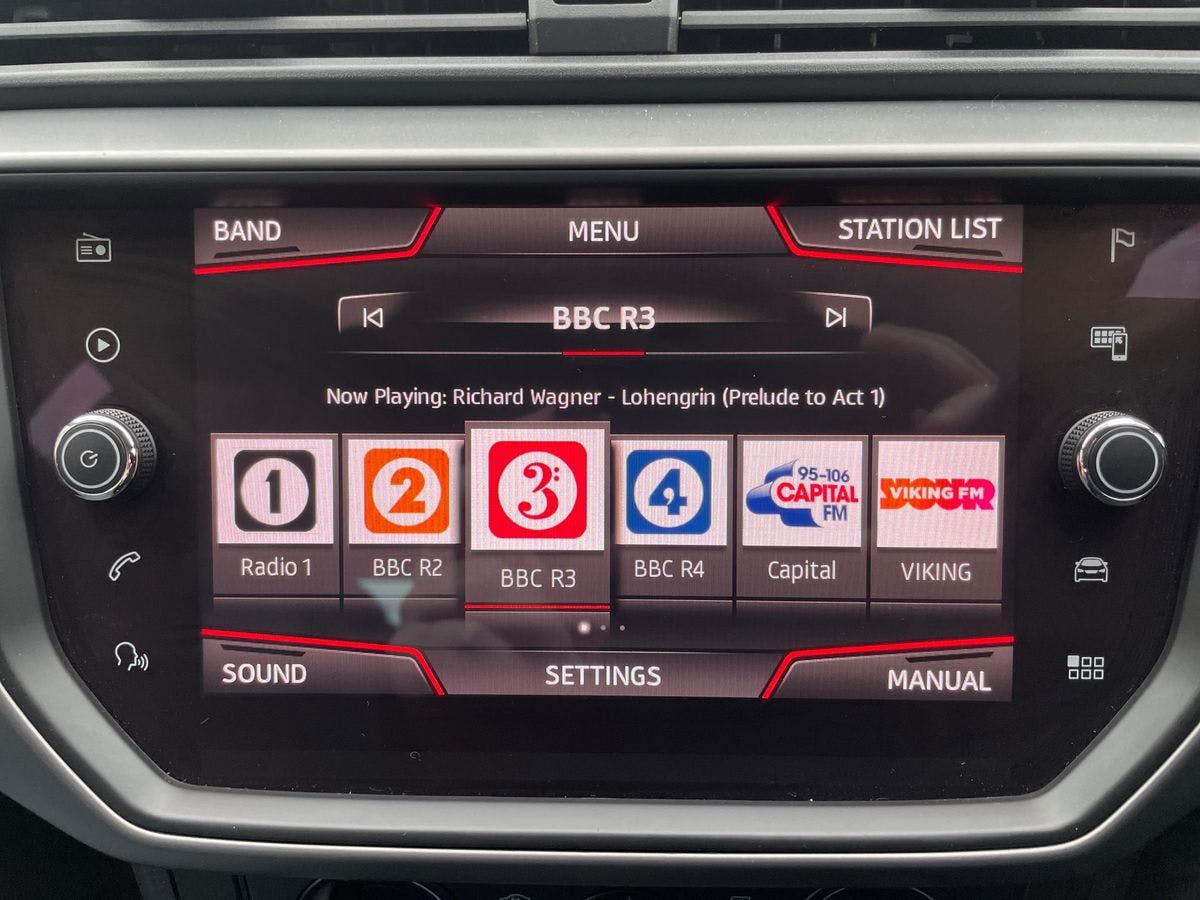 BAND
MENU
STATION LIST
BBC R3
Now Playing: Richard Wagner - Lohengrin (Prelude to Act 1)
1
2
3:
4
95-106
CAPITAL
FM
VIKING FM
YOUR
Radio 1
BBC R2
BBC R3
BBC R4
Capital
VIKING
SOUND
SETTINGS
MANUAL